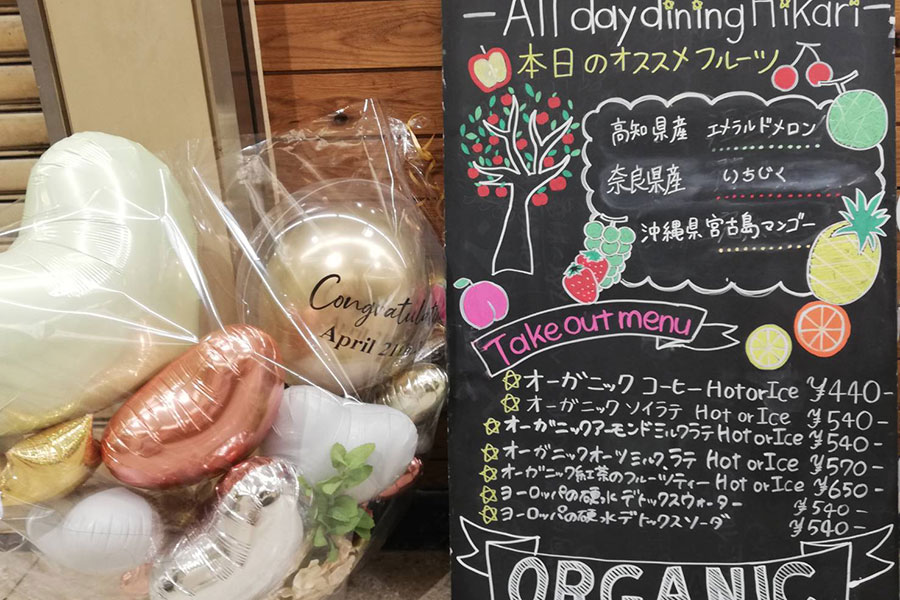 All day dining Hikari
本日のオススメフルーツ
高知県産 エメラルドメロン
奈良県産 いちじく
沖縄県宮古島マンゴー
Take out menu
オーガニック コーヒー Hot or Ice ¥440-
オーガニック ソイラテ Hot or Ice ¥540-
オーガニックアーモンドミルクラテ Hot or Ice ¥540-
オーガニックオーツミルクラテ Hot or Ice ¥570-
オーガニック紅茶のフルーツティー Hot or Ice ¥650-
ヨーロッパの硬水デトックスウォーター ¥540-
ヨーロッパの硬水デトックスソーダ ¥540-
ORGANIC
April